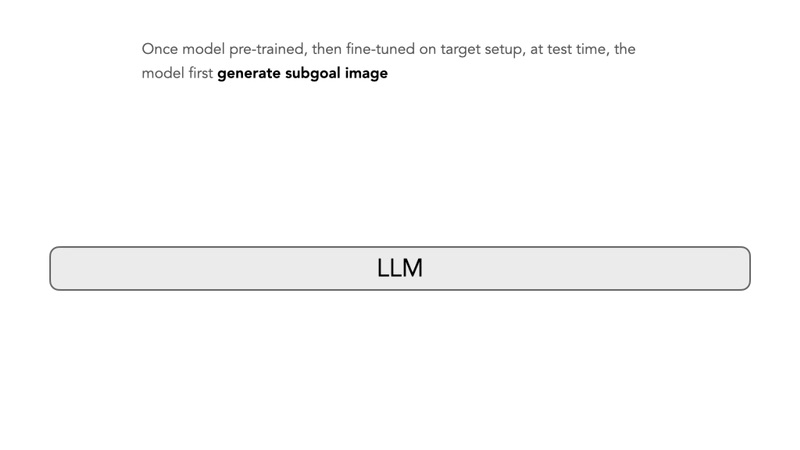 Once model pre-trained, then fine-tuned on target setup, at test time, the
model first generate subgoal image
LLM